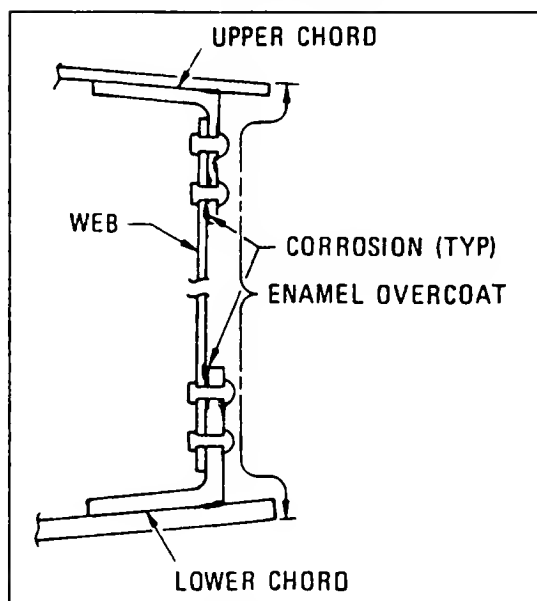 UPPER CHORD
WEB
CORROSION (TYP)
ENAMEL OVERCOAT
LOWER CHORD